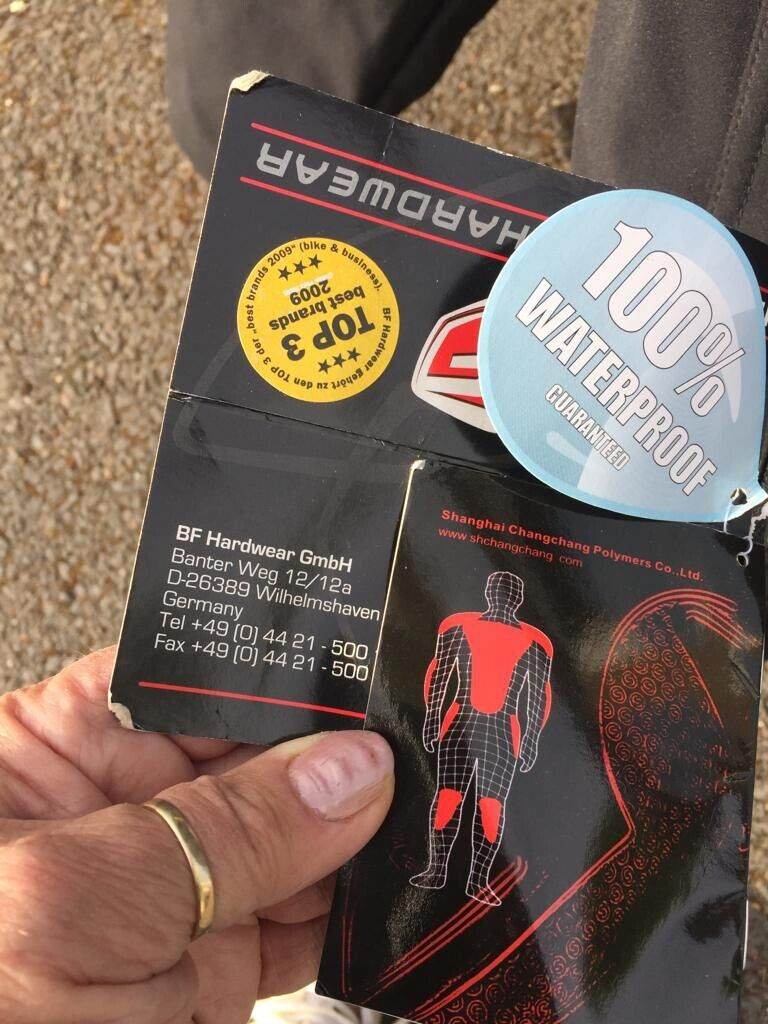 HARDWEAR
BF Hardwear gehört zu den TOP 3 der „best brands 2009" (bike & business).
TOP 3
best brands
2009
100%
WATERPROOF
GUARANTEED
BF Hardwear GmbH
Banter Weg 12/12a
D-26389 Wilhelmshaven
Germany
Tel +49 (0) 44 21 - 500
Fax +49 (0) 44 21 - 500
Shanghai Changchang Polymers Co.,Ltd.
www.shchangchang com